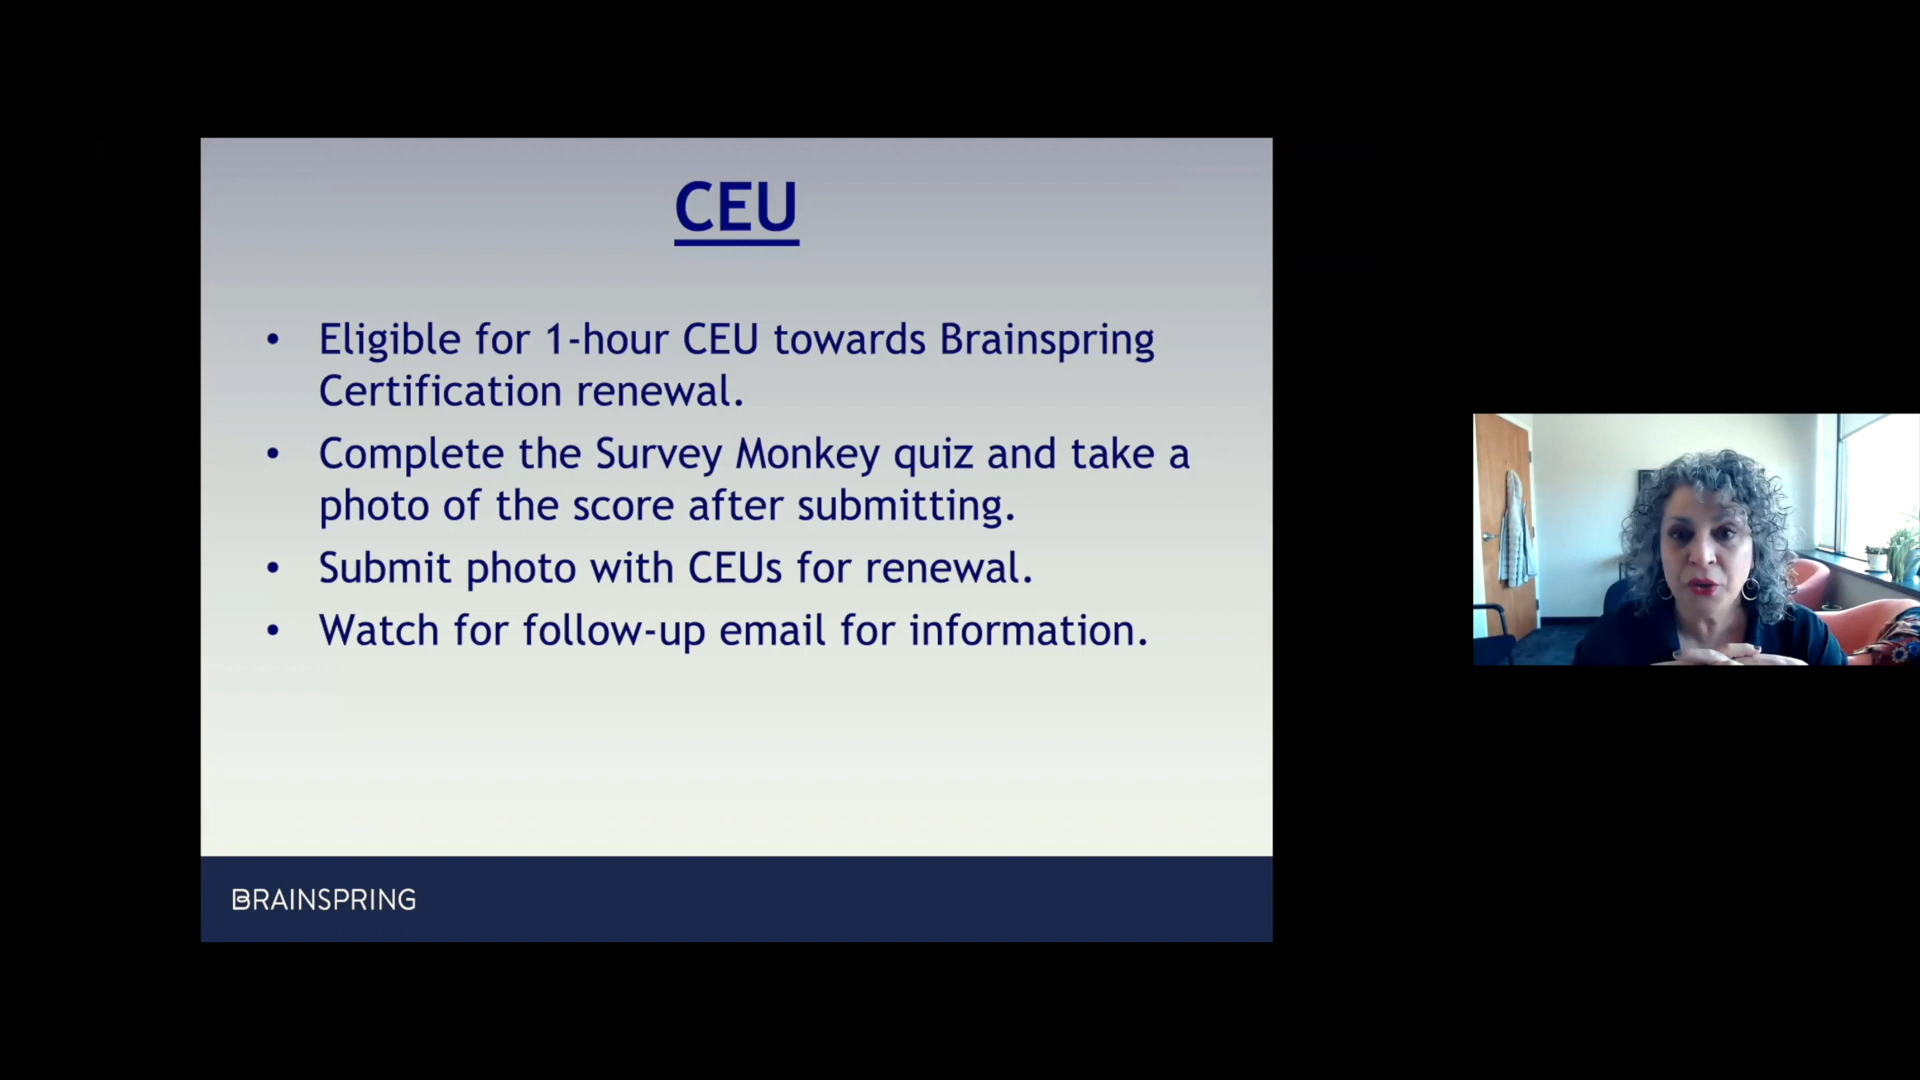 CEU
• Eligible for 1-hour CEU towards Brainspring
Certification renewal.
• Complete the Survey Monkey quiz and take a
photo of the score after submitting.
• Submit photo with CEUs for renewal.
• Watch for follow-up email for information.
BRAINSPRING